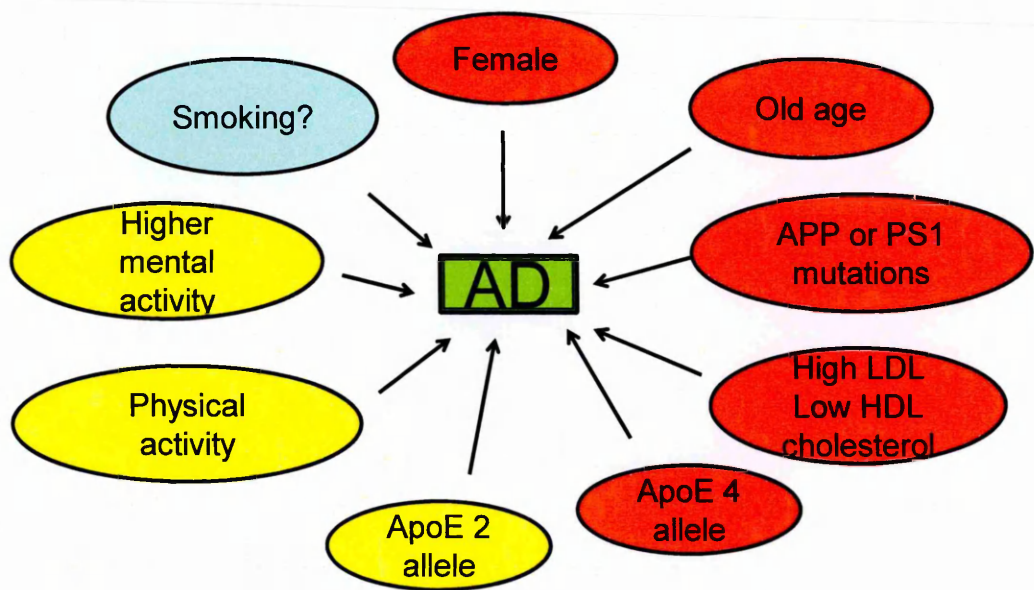 Female
Smoking?
Old age
Higher
mental
activity
APP or PS1
mutations
AD
Physical
activity
High LDL
Low HDL
cholesterol
ApoE 2
allele
ApoE 4
allele